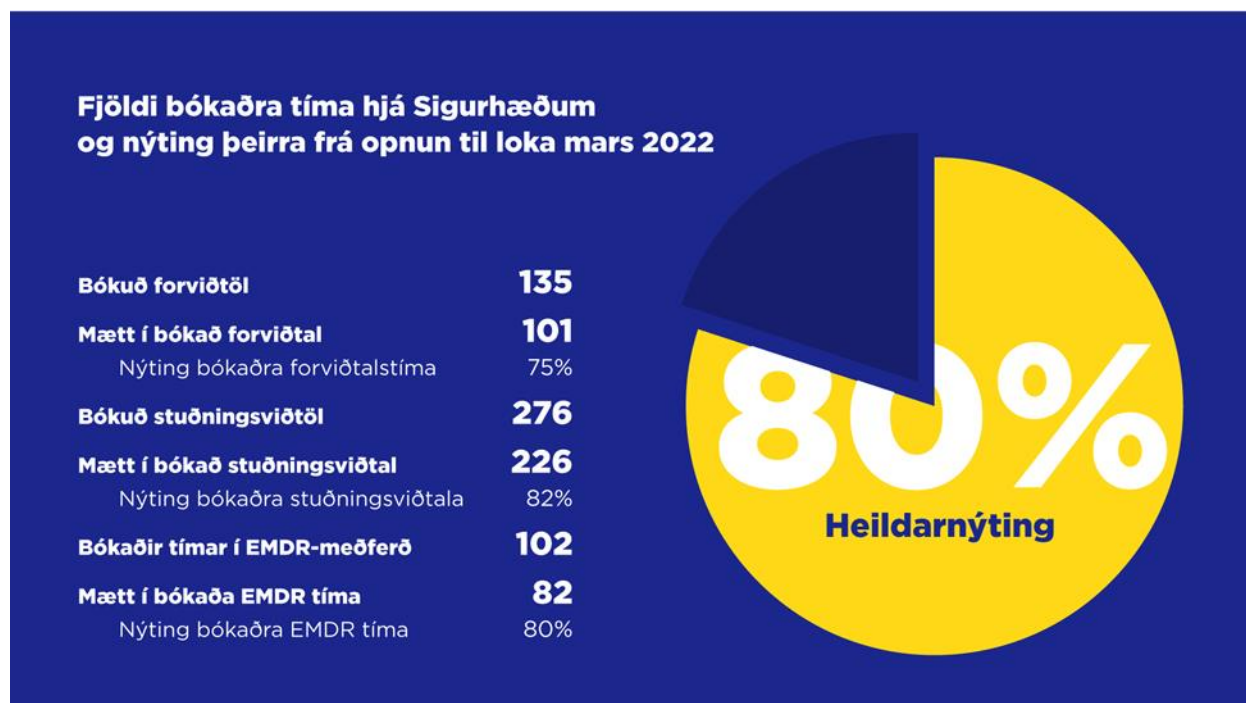 Fjöldi bókaðra tíma hjá Sigurhæðum
og nýting þeirra frá opnun til loka mars 2022
Bókuð forviðtöl 135
Mætt í bókað forviðtal 101
Nýting bókaðra forviðtalstíma 75%
Bókuð stuðningsviðtöl 276
Mætt í bókað stuðningsviðtal 226
Nýting bókaðra stuðningsviðtala 82%
Bókaðir tímar í EMDR-meðferð 102
Mætt í bókaða EMDR tíma 82
Nýting bókaðra EMDR tíma 80%
80%
Heildarnýting